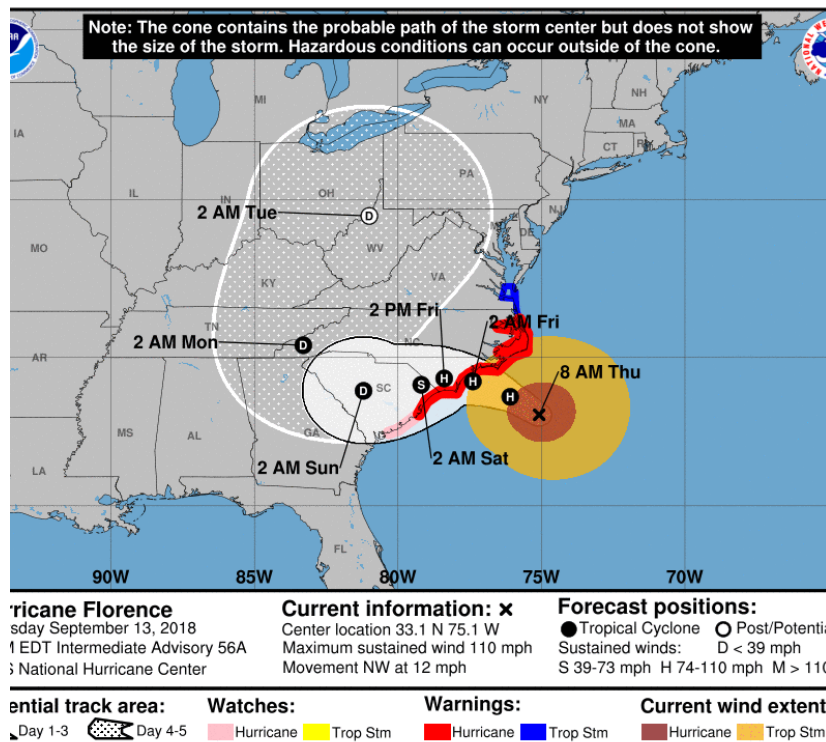 Note: The cone contains the probable path of the storm center but does not show
the size of the storm. Hazardous conditions can occur outside of the cone.
MI
NY
NH
MA
CT
IA
PA
NJ
OH
IL
IN
DE
2 AM Tue
D
WV
MO
VA
KY
2 PM Fri
TN
NC
2 AM Fri
2 AM Mon
D
AR
8 AM Thu
H
H
H
S
D
SC
MS
AL
GA
2 AM Sun
2 AM Sat
LA
FL
90W
85W
80W
75W
70W
rricane Florence
sday September 13, 2018
M EDT Intermediate Advisory 56A
S National Hurricane Center
Current information: ×
Center location 33.1 N 75.1 W
Maximum sustained wind 110 mph
Movement NW at 12 mph
Forecast positions:
Tropical Cyclone Post/Potentia
Sustained winds: D < 39 mph
S 39-73 mph H 74-110 mph M > 110
ential track area:
Day 1-3 Day 4-5
Watches:
Hurricane Trop Stm
Warnings:
Hurricane Trop Stm
Current wind extent
Hurricane Trop Stm